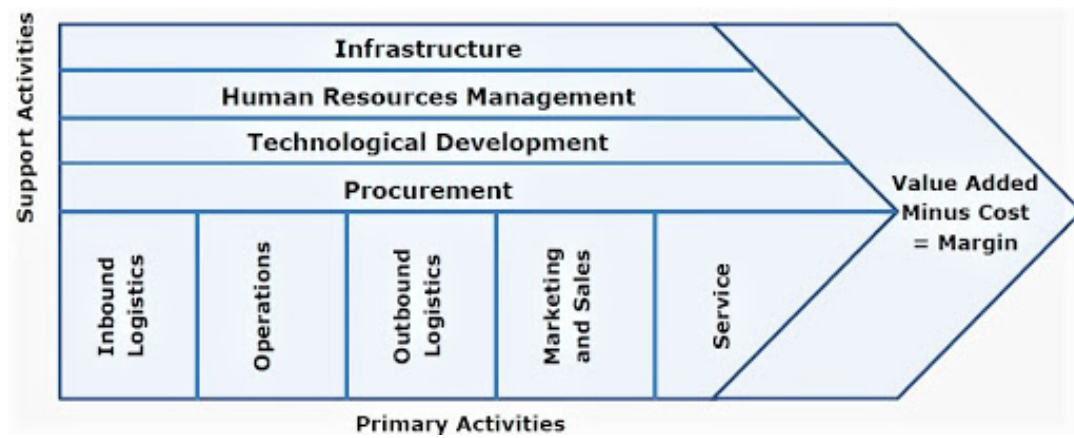 Support Activities
Infrastructure
Human Resources Management
Technological Development
Procurement
Value Added
Minus Cost
= Margin
Inbound
Logistics
Operations
Outbound
Logistics
Marketing
and Sales
Service
Primary Activities